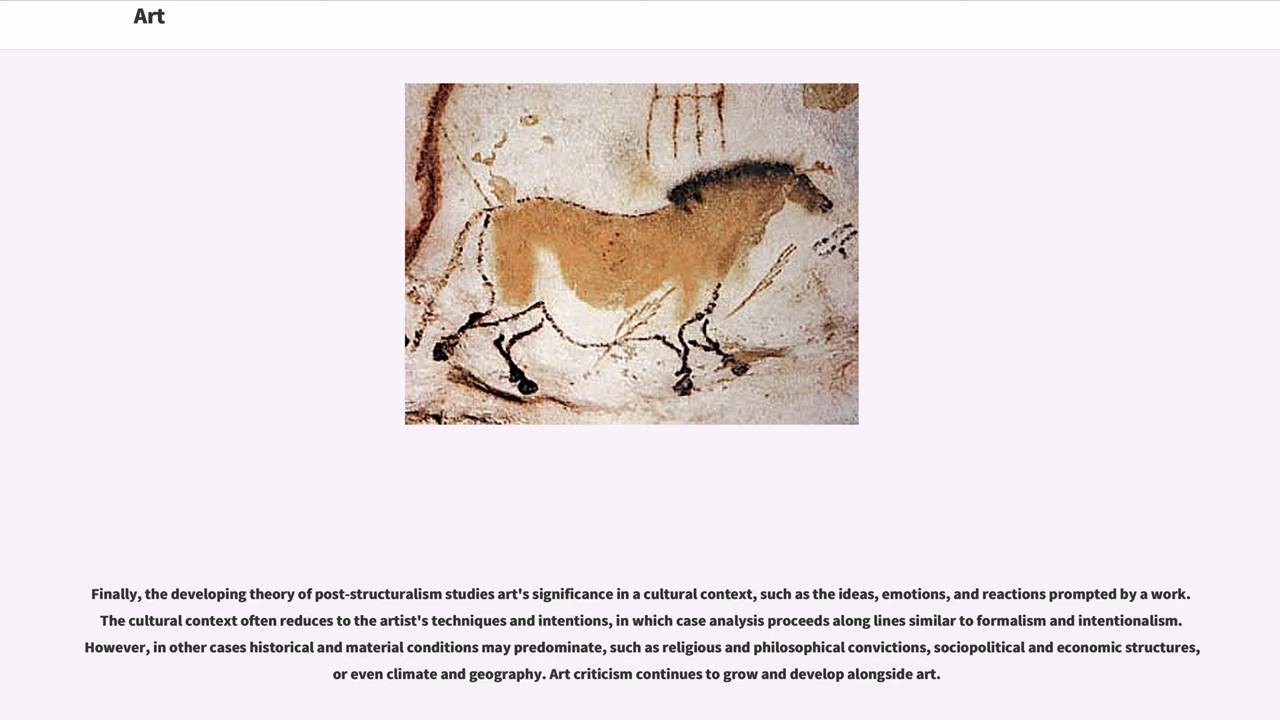 Art
Finally, the developing theory of post-structuralism studies art's significance in a cultural context, such as the ideas, emotions, and reactions prompted by a work.
The cultural context often reduces to the artist's techniques and intentions, in which case analysis proceeds along lines similar to formalism and intentionalism.
However, in other cases historical and material conditions may predominate, such as religious and philosophical convictions, sociopolitical and economic structures,
or even climate and geography. Art criticism continues to grow and develop alongside art.